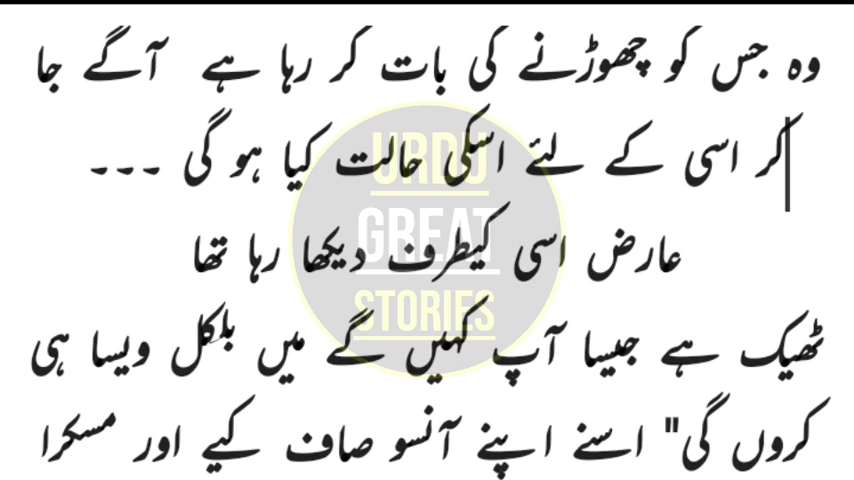 وہ جس کو چھوڑنے کی بات کر رہا ہے آگے جا
کر اسی کے لئے اسکی حالت کیا ہو گی ---
عارض اسی کیطرف دیکھا رہا تھا
ٹھیک ہے جیسا آپ کہیں گے میں بلکل ویسا ہی
کروں گی" اسنے اپنے آنسو صاف کیے اور مسکرا
URDU
GREAT
STORIES